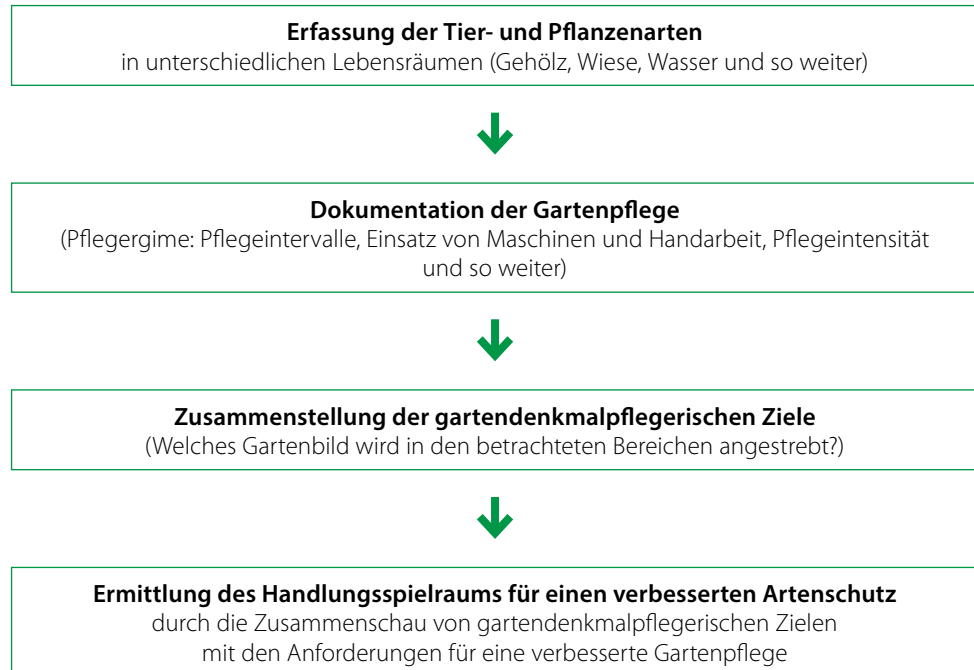 Erfassung der Tier- und Pflanzenarten
in unterschiedlichen Lebensräumen (Gehölz, Wiese, Wasser und so weiter)
Dokumentation der Gartenpflege
(Pflegergime: Pflegeintervalle, Einsatz von Maschinen und Handarbeit, Pflegeintensität
und so weiter)
Zusammenstellung der gartendenkmalpflegerischen Ziele
(Welches Gartenbild wird in den betrachteten Bereichen angestrebt?)
Ermittlung des Handlungsspielraums für einen verbesserten Artenschutz
durch die Zusammenschau von gartendenkmalpflegerischen Zielen
mit den Anforderungen für eine verbesserte Gartenpflege